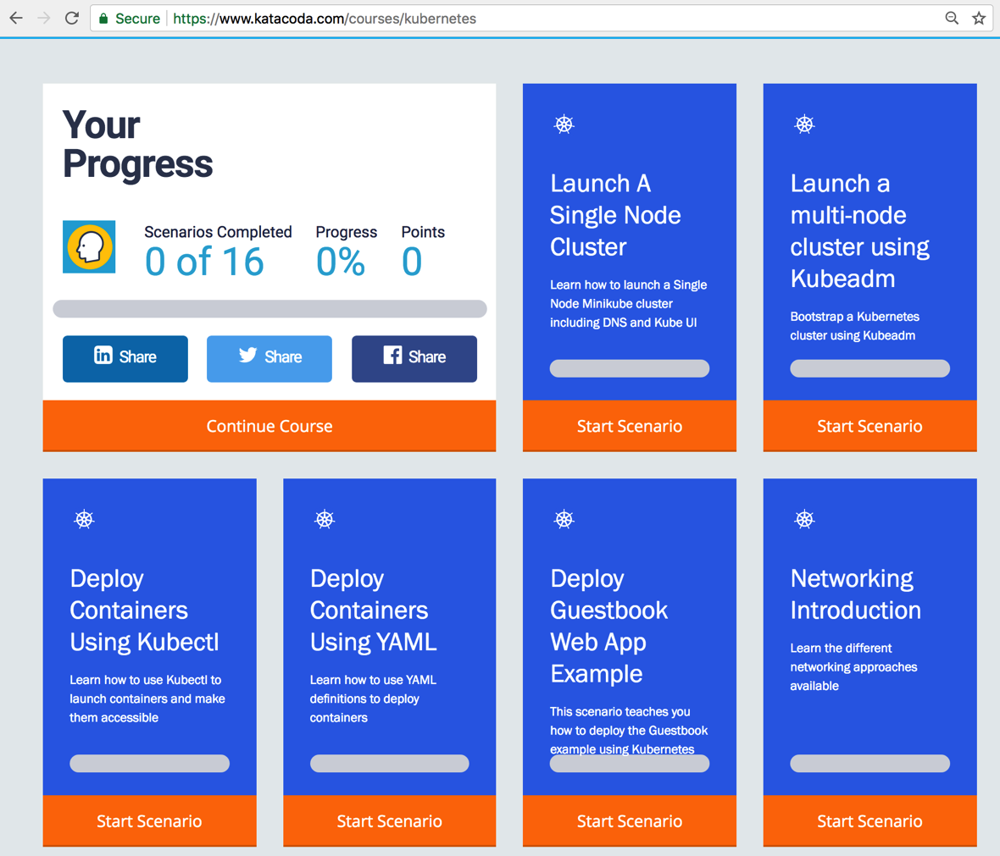 Secure https://www.katacoda.com/courses/kubernetes
Your
Progress
Scenarios Completed Progress Points
0 of 16 0% 0
in Share Share f Share
Continue Course
Launch A
Single Node
Cluster
Learn how to launch a Single
Node Minikube cluster
including DNS and Kube UI
Start Scenario
Launch a
multi-node
cluster using
Kubeadm
Bootstrap a Kubernetes
cluster using Kubeadm
Start Scenario
Deploy
Containers
Using Kubectl
Learn how to use Kubectl to
launch containers and make
them accessible
Start Scenario
Deploy
Containers
Using YAML
Learn how to use YAML
definitions to deploy
containers
Start Scenario
Deploy
Guestbook
Web App
Example
This scenario teaches you
how to deploy the Guestbook
example using Kubernetes
Start Scenario
Networking
Introduction
Learn the different
networking approaches
available
Start Scenario